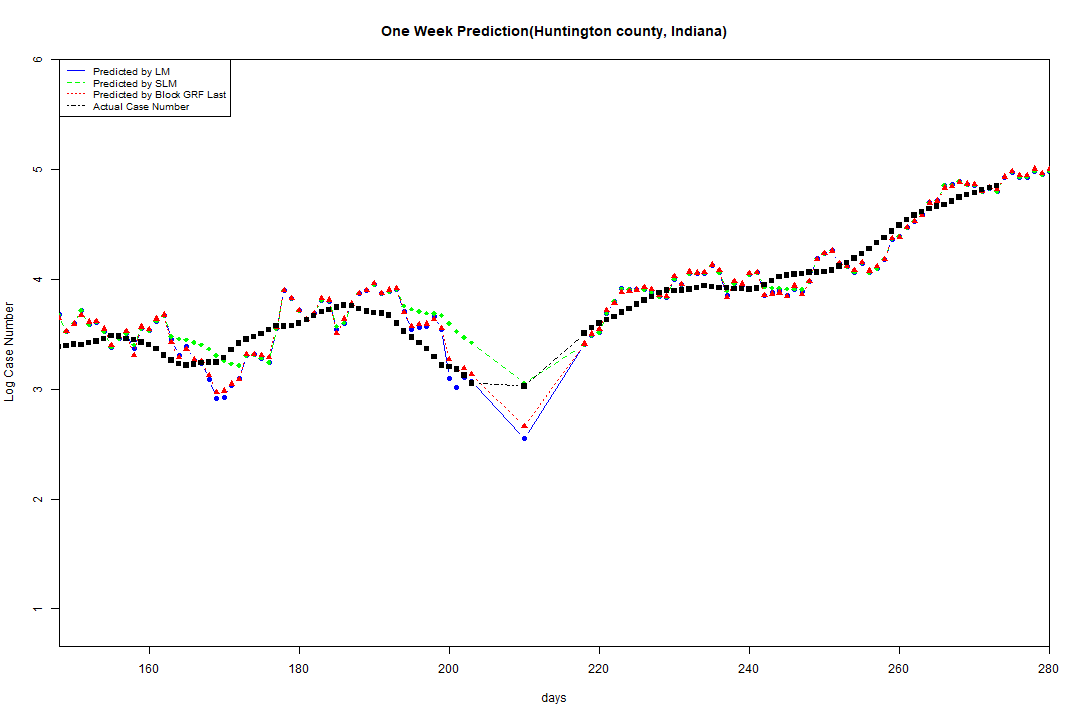 One Week Prediction(Huntington county, Indiana)
6
Predicted by LM
Predicted by SLM
Predicted by Block GRF Last
Actual Case Number
5
4
3
2
1
Log Case Number
160 180 200 220 240 260 280
days